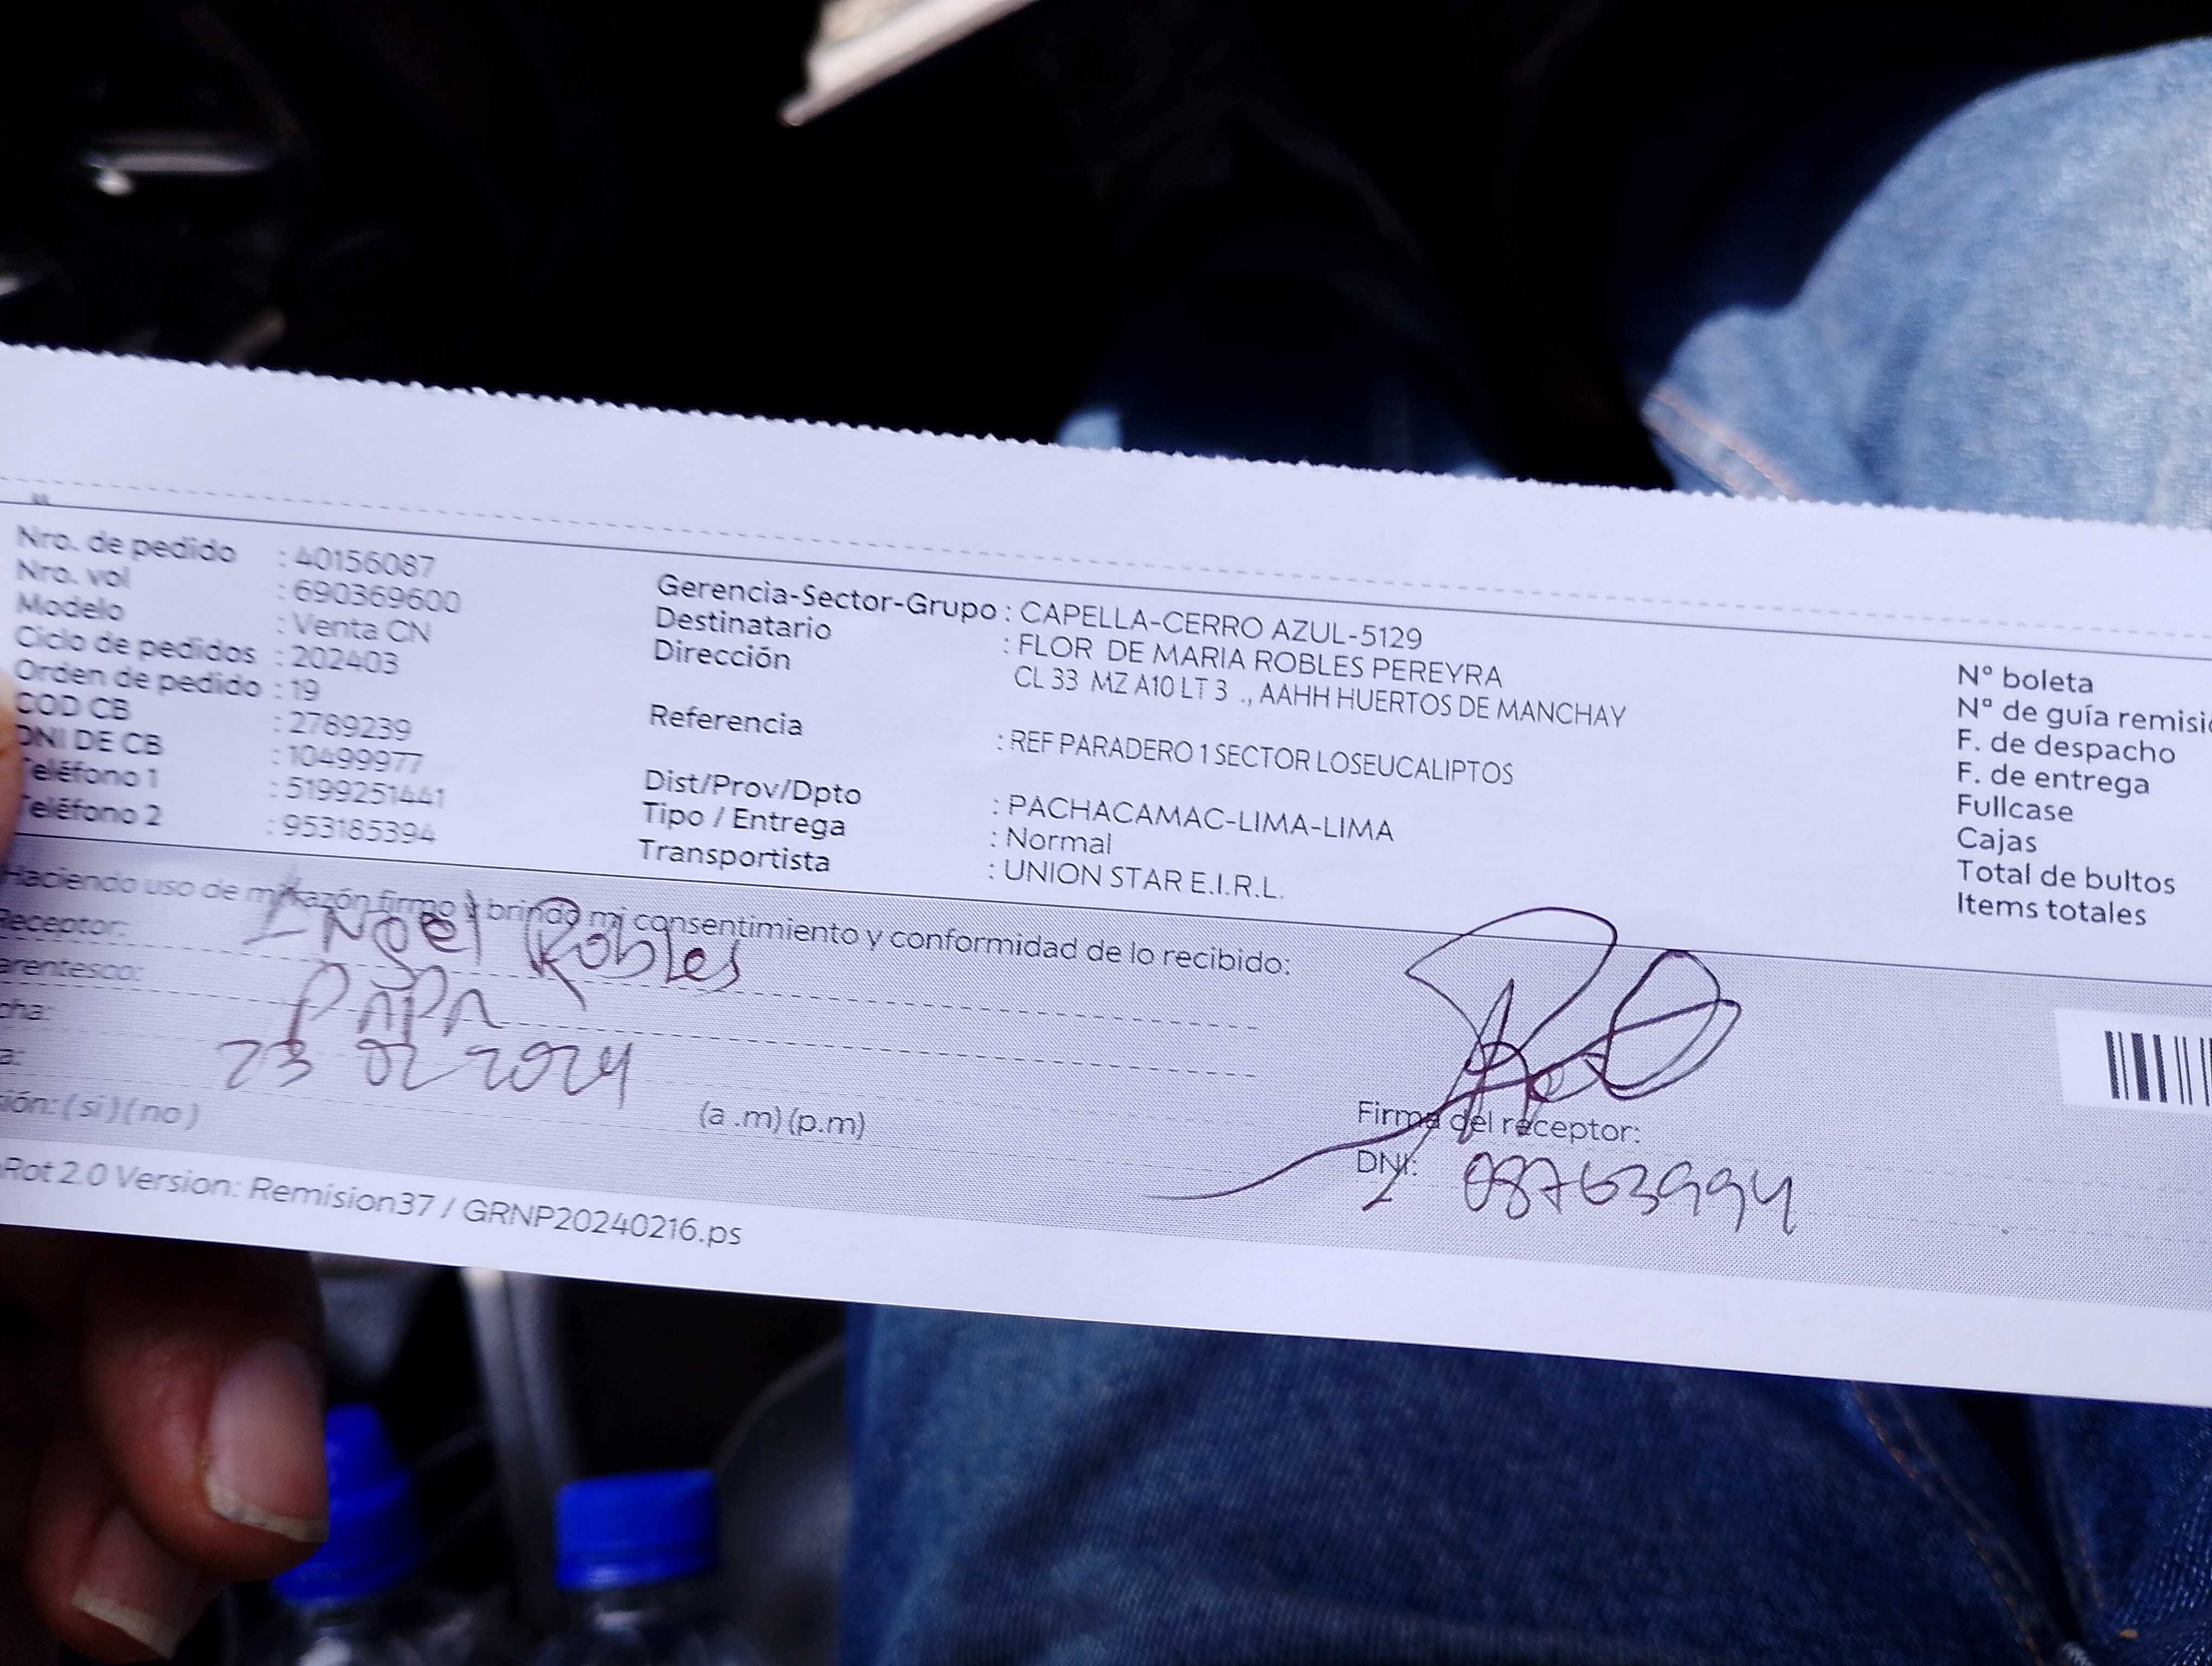 Nro. de pedido : 40156087
Nro. vol : 690369600
Modelo : Venta CN
Ciclo de pedidos : 202403
Orden de pedido : 19
COD CB : 2789239
DNI DE CB : 10499977
Teléfono 1 : 5199251441
Teléfono 2 : 953185394
Gerencia-Sector-Grupo : CAPELLA-CERRO AZUL-5129
Destinatario : FLOR DE MARIA ROBLES PEREYRA
Dirección CL 33 MZ A10 LT 3 ., AAHH HUERTOS DE MANCHAY
Referencia : REF PARADERO 1 SECTOR LOSEUCALIPTOS
Dist/Prov/Dpto : PACHACAMAC-LIMA-LIMA
Tipo / Entrega : Normal
Transportista : UNION STAR E.I.R.L.
N° boleta
N° de guía remisi
F. de despacho
F. de entrega
Fullcase
Cajas
Total de bultos
Items totales
Haciendo uso de mi razón firmo y brindo mi consentimiento y conformidad de lo recibido:
Receptor: Robles
arentesco: PAPA
cha: 23 02 2024
a: (a .m) (p.m)
sión: ( si ) ( no )
Firma del receptor:
DNI: 08763994
Rot 2.0 Version: Remision37 / GRNP20240216.ps